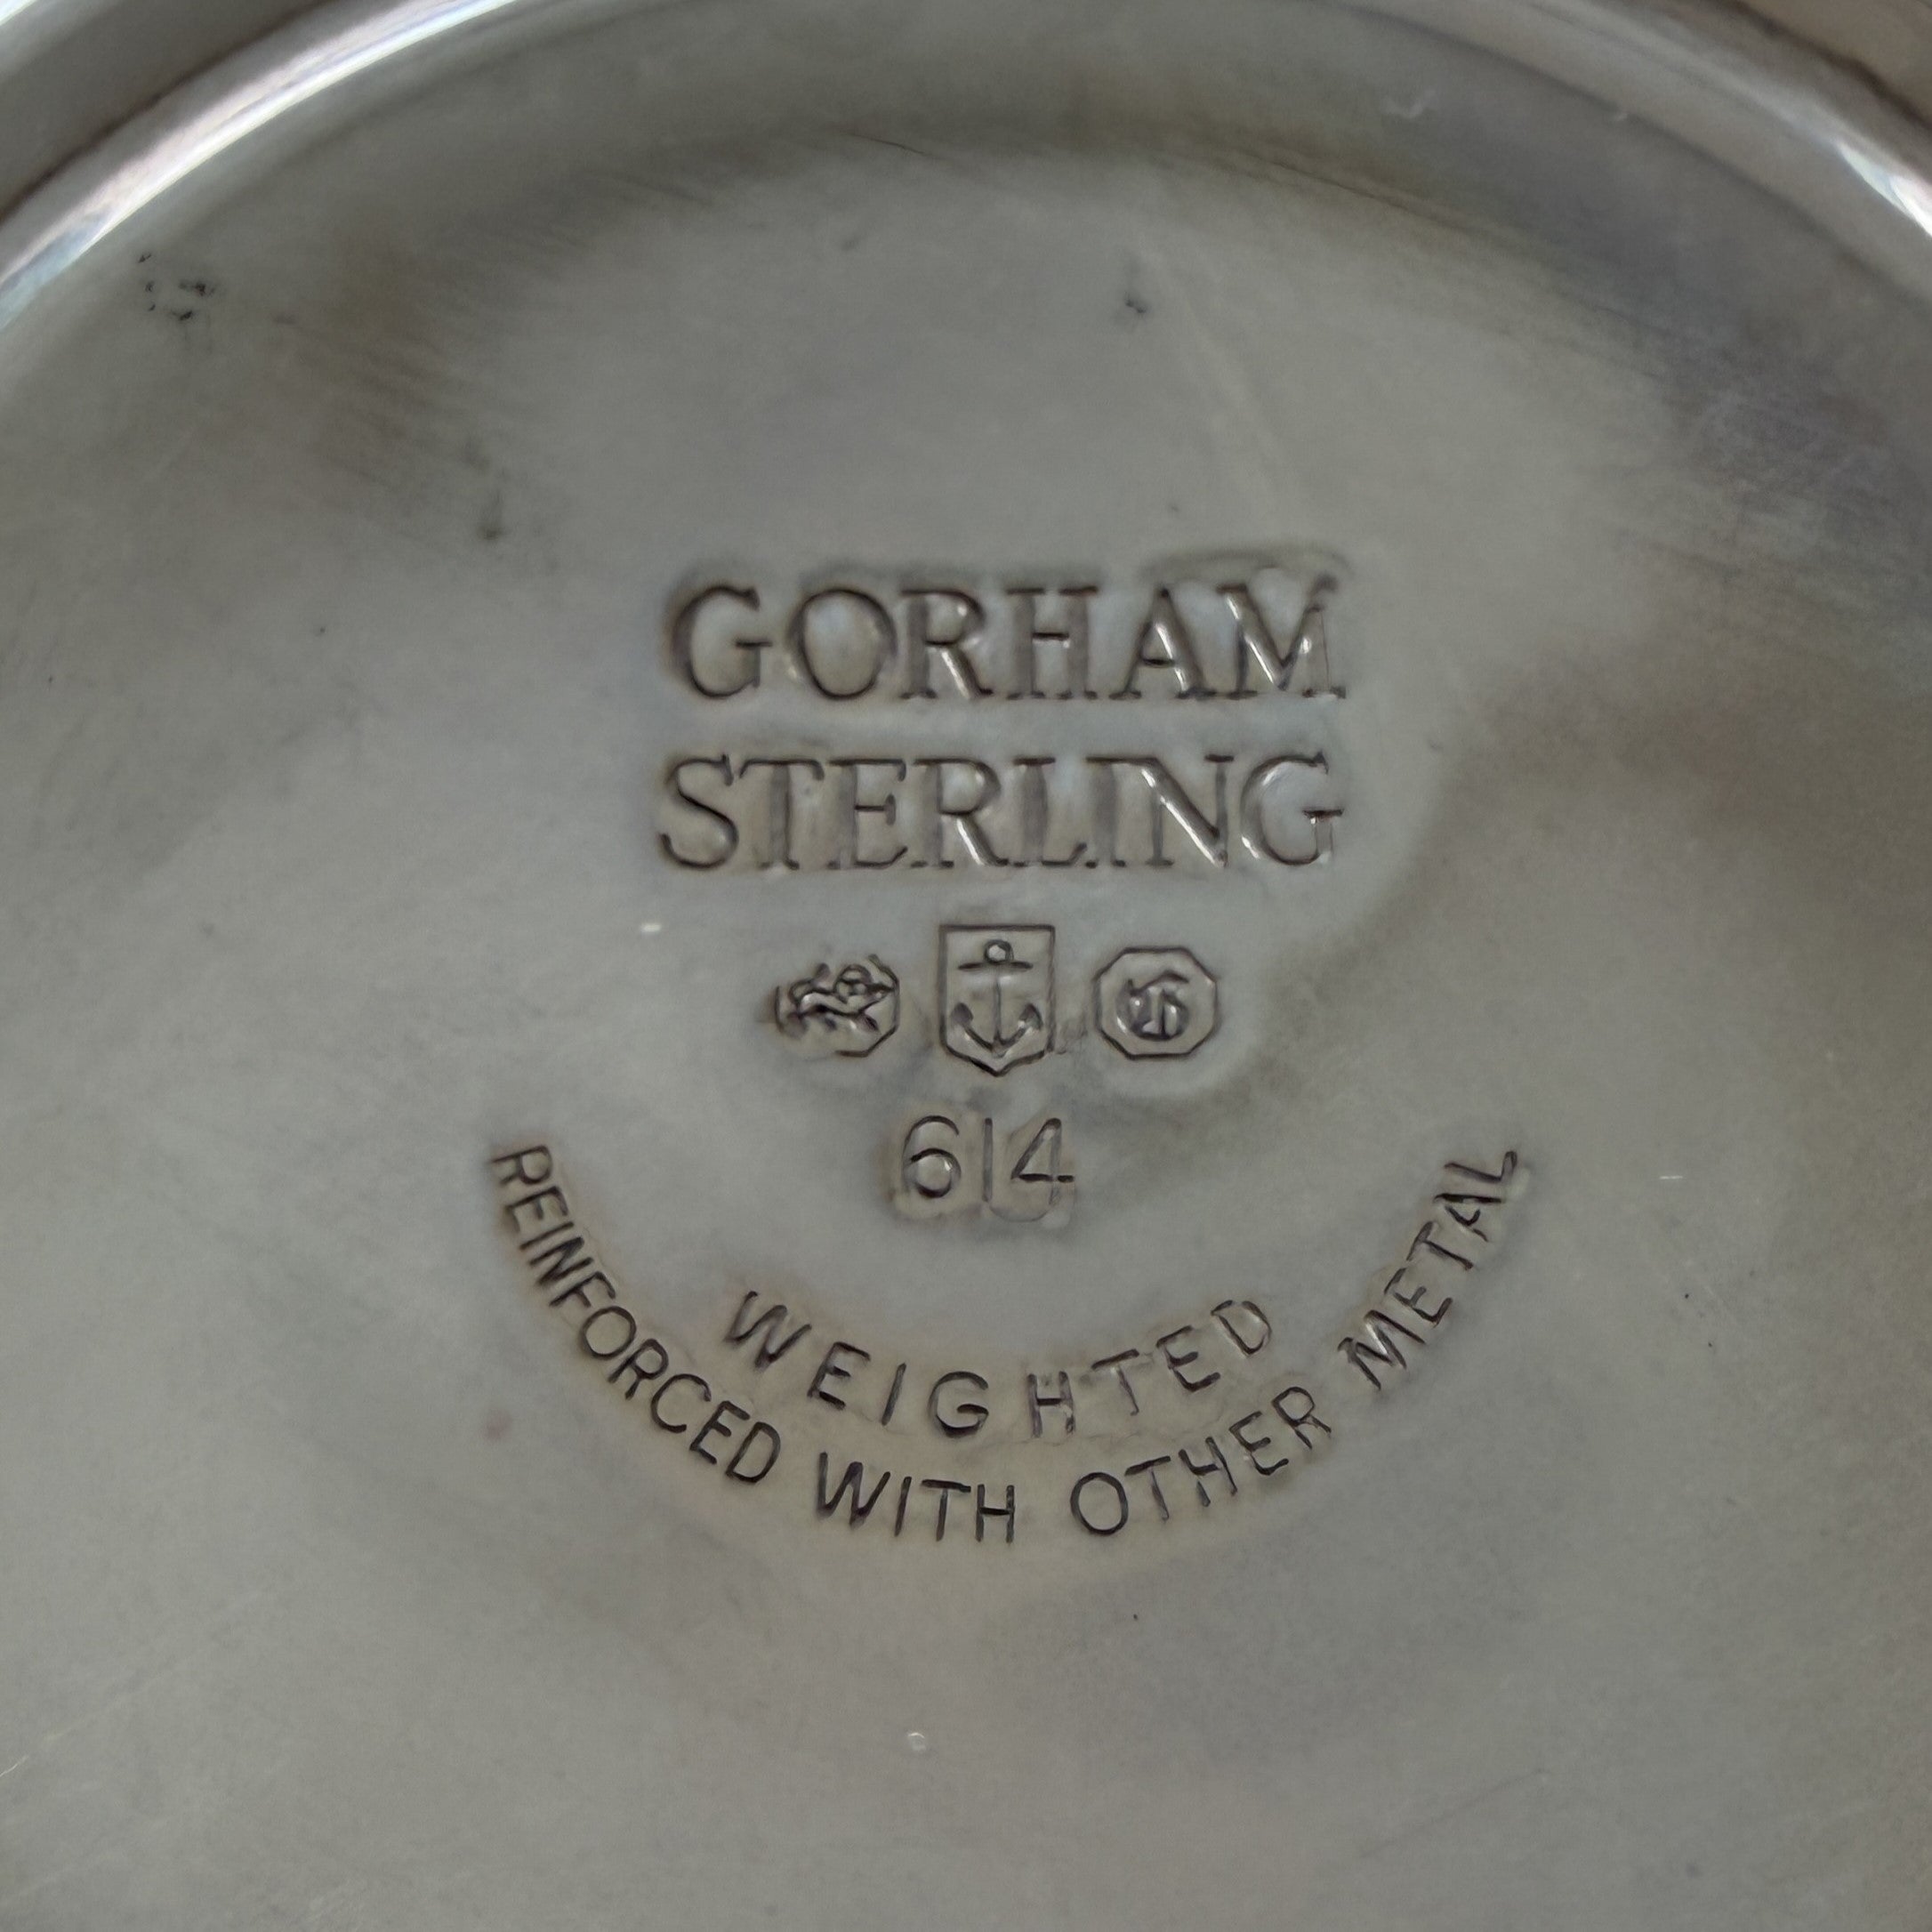 GORHAM
STERLING
614
WEIGHTED
REINFORCED WITH OTHER METAL